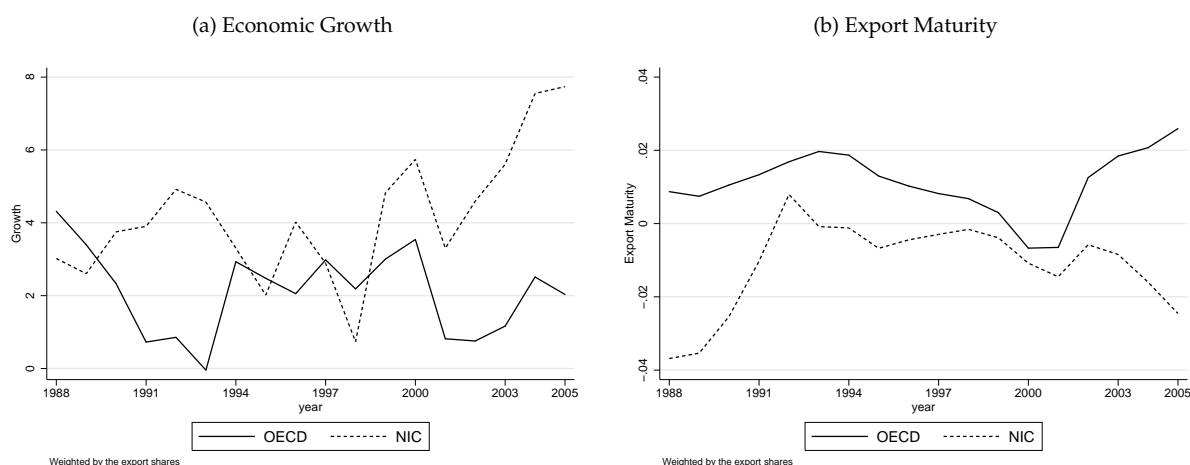 (a) Economic Growth
8
6
4
2
0
Growth
1988 1991 1994 1997 2000 2003 2005
year
OECD NIC
Weighted by the export shares
(b) Export Maturity
.04
.02
0
-.02
-.04
Export Maturity
1988 1991 1994 1997 2000 2003 2005
year
OECD NIC
Weighted by the export shares